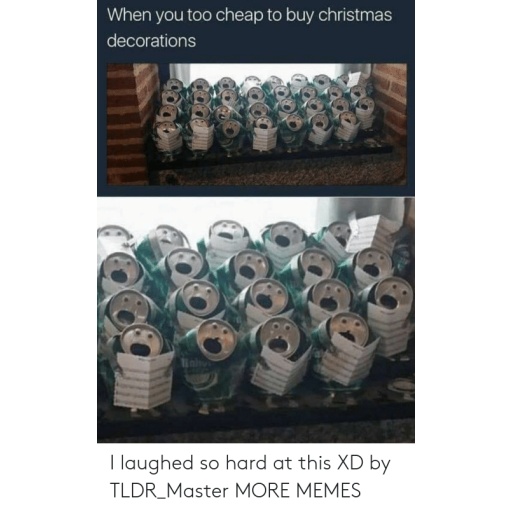 When you too cheap to buy christmas
decorations
I laughed so hard at this XD by
TLDR_Master MORE MEMES